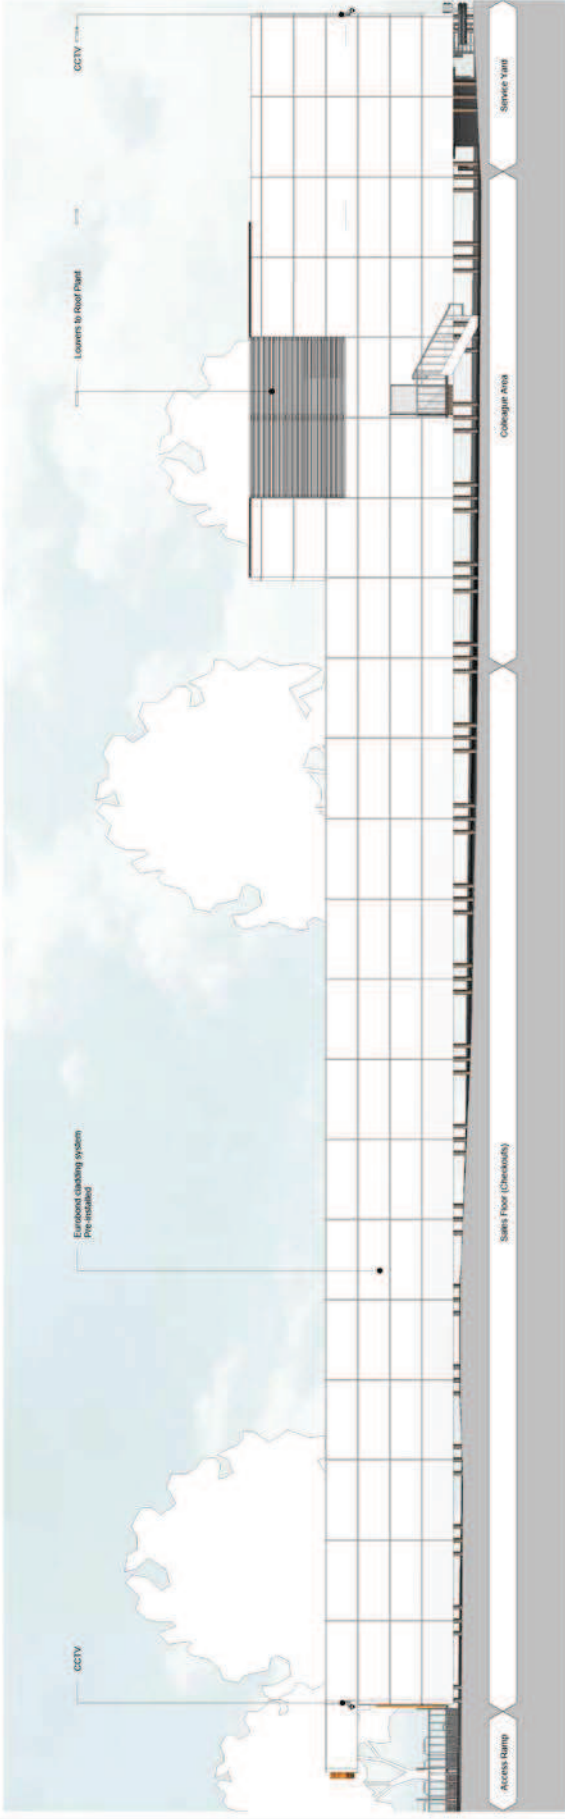 CCTV
Eurobond cladding system
Pre-installed
Louvers to Roof Plant
CCTV
Access Ramp
Sales Floor (Checkouts)
Colleague Area
Service Yard